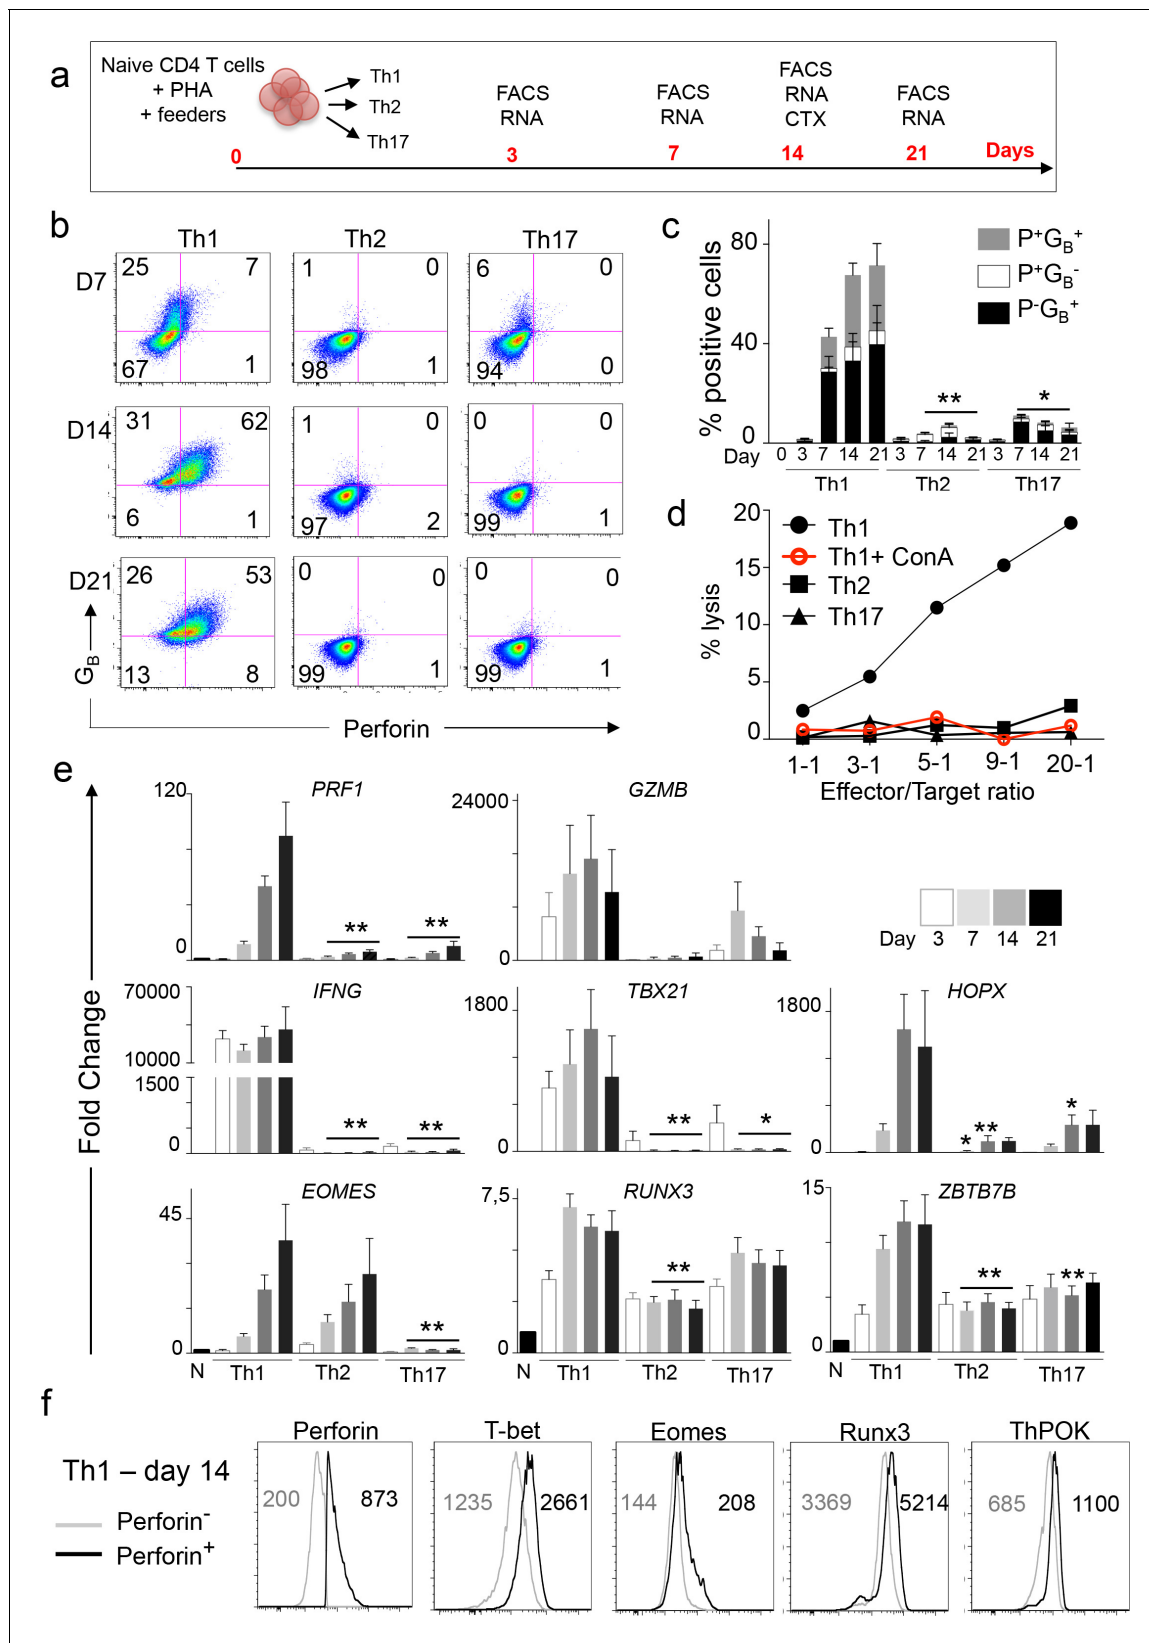 a
Naive CD4 T cells
+ PHA
+ feeders
Th1
Th2
Th17
FACS
RNA
FACS
RNA
FACS
RNA
CTX
FACS
RNA
0 3 7 14 21 Days
b
Th1 Th2 Th17
D7
25 7
67 1
1 0
98 1
6 0
94 0
D14
31 62
6 1
1 0
97 2
0 0
99 1
D21
26 53
13 8
0 0
99 1
0 0
99 1
G_B
Perforin
c
% positive cells
80
40
0
P⁺G_B⁺
P⁺G_B⁻
P⁻G_B⁺
** *
Day 0 3 7 14 21 3 7 14 21 3 7 14 21
Th1 Th2 Th17
d
% lysis
20
15
10
5
0
Th1
Th1+ ConA
Th2
Th17
1-1 3-1 5-1 9-1 20-1
Effector/Target ratio
e
Fold Change
PRF1
120
0
** **
GZMB
24000
0
Day 3 7 14 21
IFNG
70000
10000
1500
0
** **
TBX21
1800
0
** *
HOPX
1800
0
* ** *
EOMES
45
0
**
RUNX3
7,5
0
**
ZBTB7B
15
0
** **
N Th1 Th2 Th17
N Th1 Th2 Th17
N Th1 Th2 Th17
f
Th1 – day 14
Perforin⁻
Perforin⁺
Perforin
200 873
T-bet
1235 2661
Eomes
144 208
Runx3
3369 5214
ThPOK
685 1100